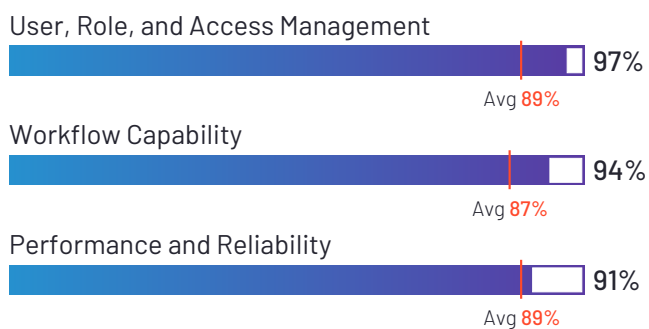 User, Role, and Access Management
97%
Avg 89%
Workflow Capability
94%
Avg 87%
Performance and Reliability
91%
Avg 89%